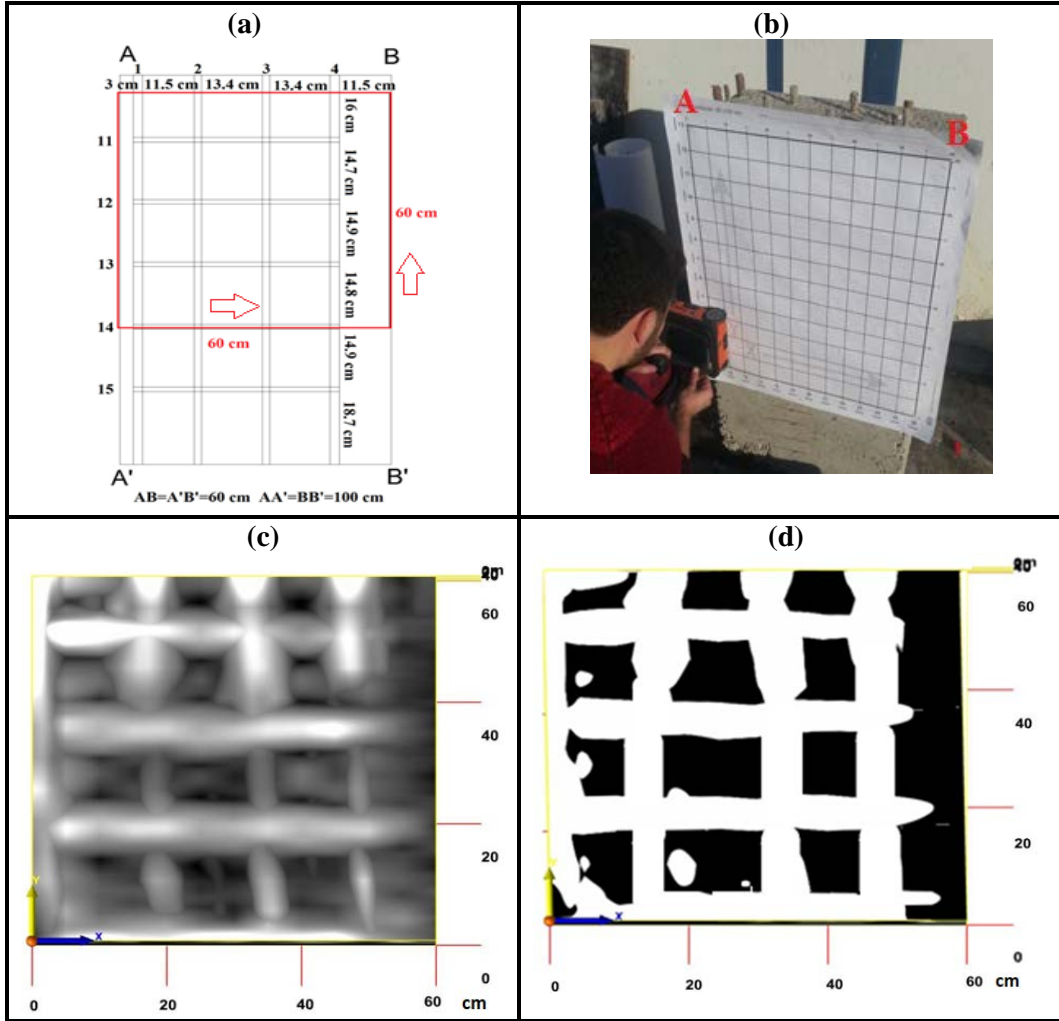 (a)
A B
1 2 3 4
3 cm 11.5 cm 13.4 cm 13.4 cm 11.5 cm
16 cm
11
14.7 cm
12
14.9 cm
60 cm
13
14.8 cm
14
60 cm
14.9 cm
15
18.7 cm
A' B'
AB=A'B'=60 cm AA'=BB'=100 cm
(b)
A
B
(c)
60
40
20
0
Y
X
0 20 40 60
cm
(d)
60
40
20
0
Y
X
0 20 40 60
cm